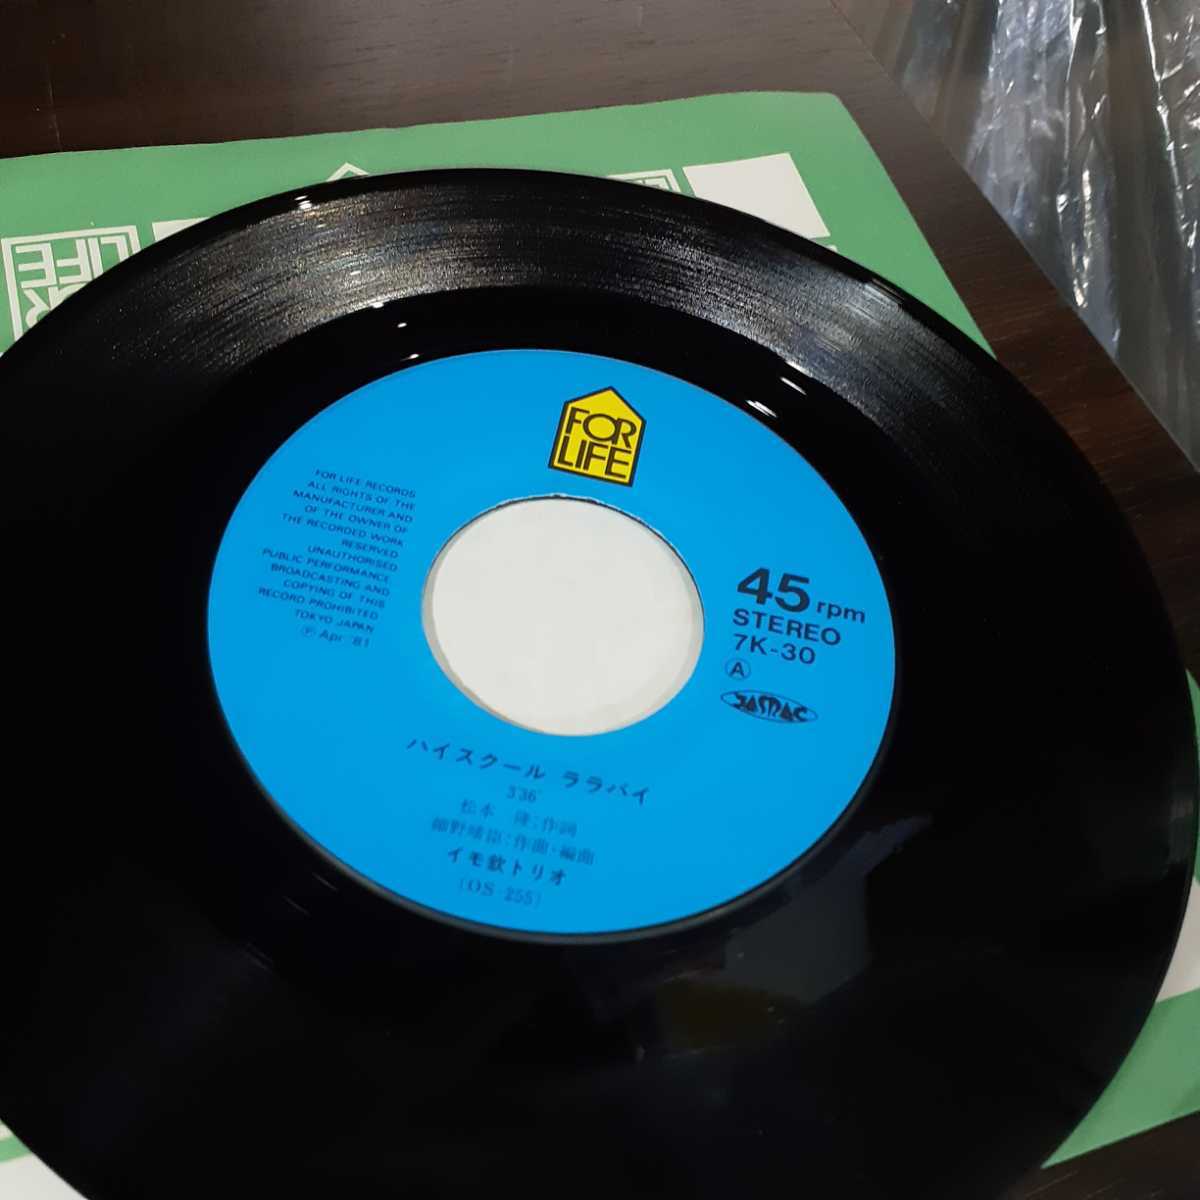 FOR
LIFE
FOR LIFE RECORDS
ALL RIGHTS OF THE
MANUFACTURER AND
OF THE OWNER OF
THE RECORDED WORK
RESERVED
UNAUTHORISED
PUBLIC PERFORMANCE
BROADCASTING AND
COPYING OF THIS
RECORD PROHIBITED
TOKYO JAPAN
Ⓟ Apr '81
45 rpm
STEREO
7K-30
Ⓐ
JASRAC
ハイスクール ララバイ
3'36"
松本 隆:作詞
細野晴臣:作曲・編曲
イモ欽トリオ
(OS-255)
LIFE